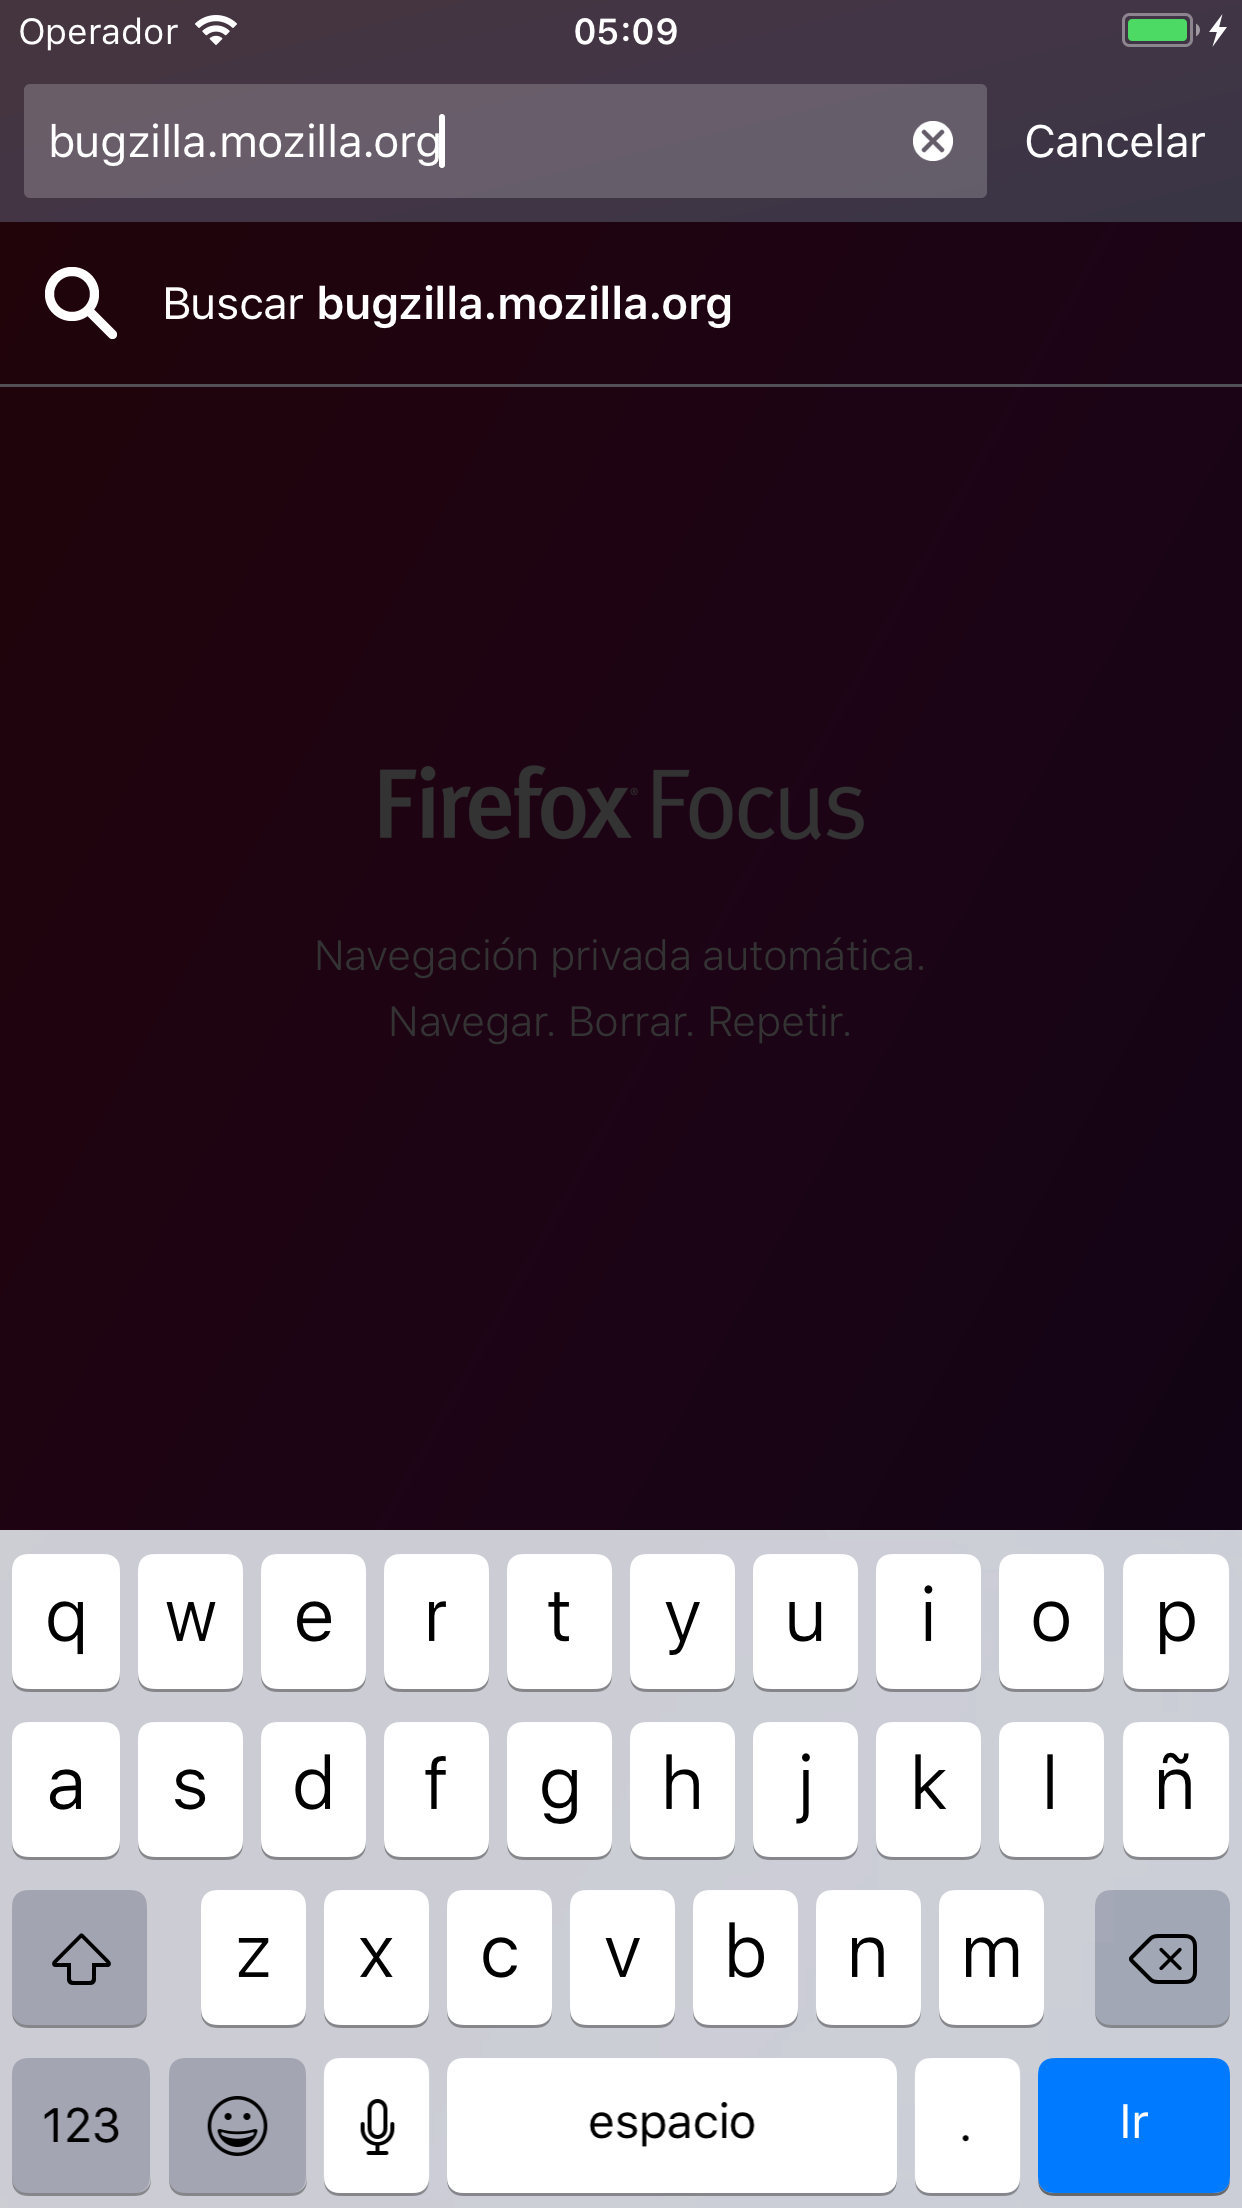 Operador 05:09
bugzilla.mozilla.org Cancelar
Buscar bugzilla.mozilla.org
Firefox® Focus
Navegación privada automática.
Navegar. Borrar. Repetir.
q w e r t y u i o p
a s d f g h j k l ñ
z x c v b n m
123 espacio . Ir